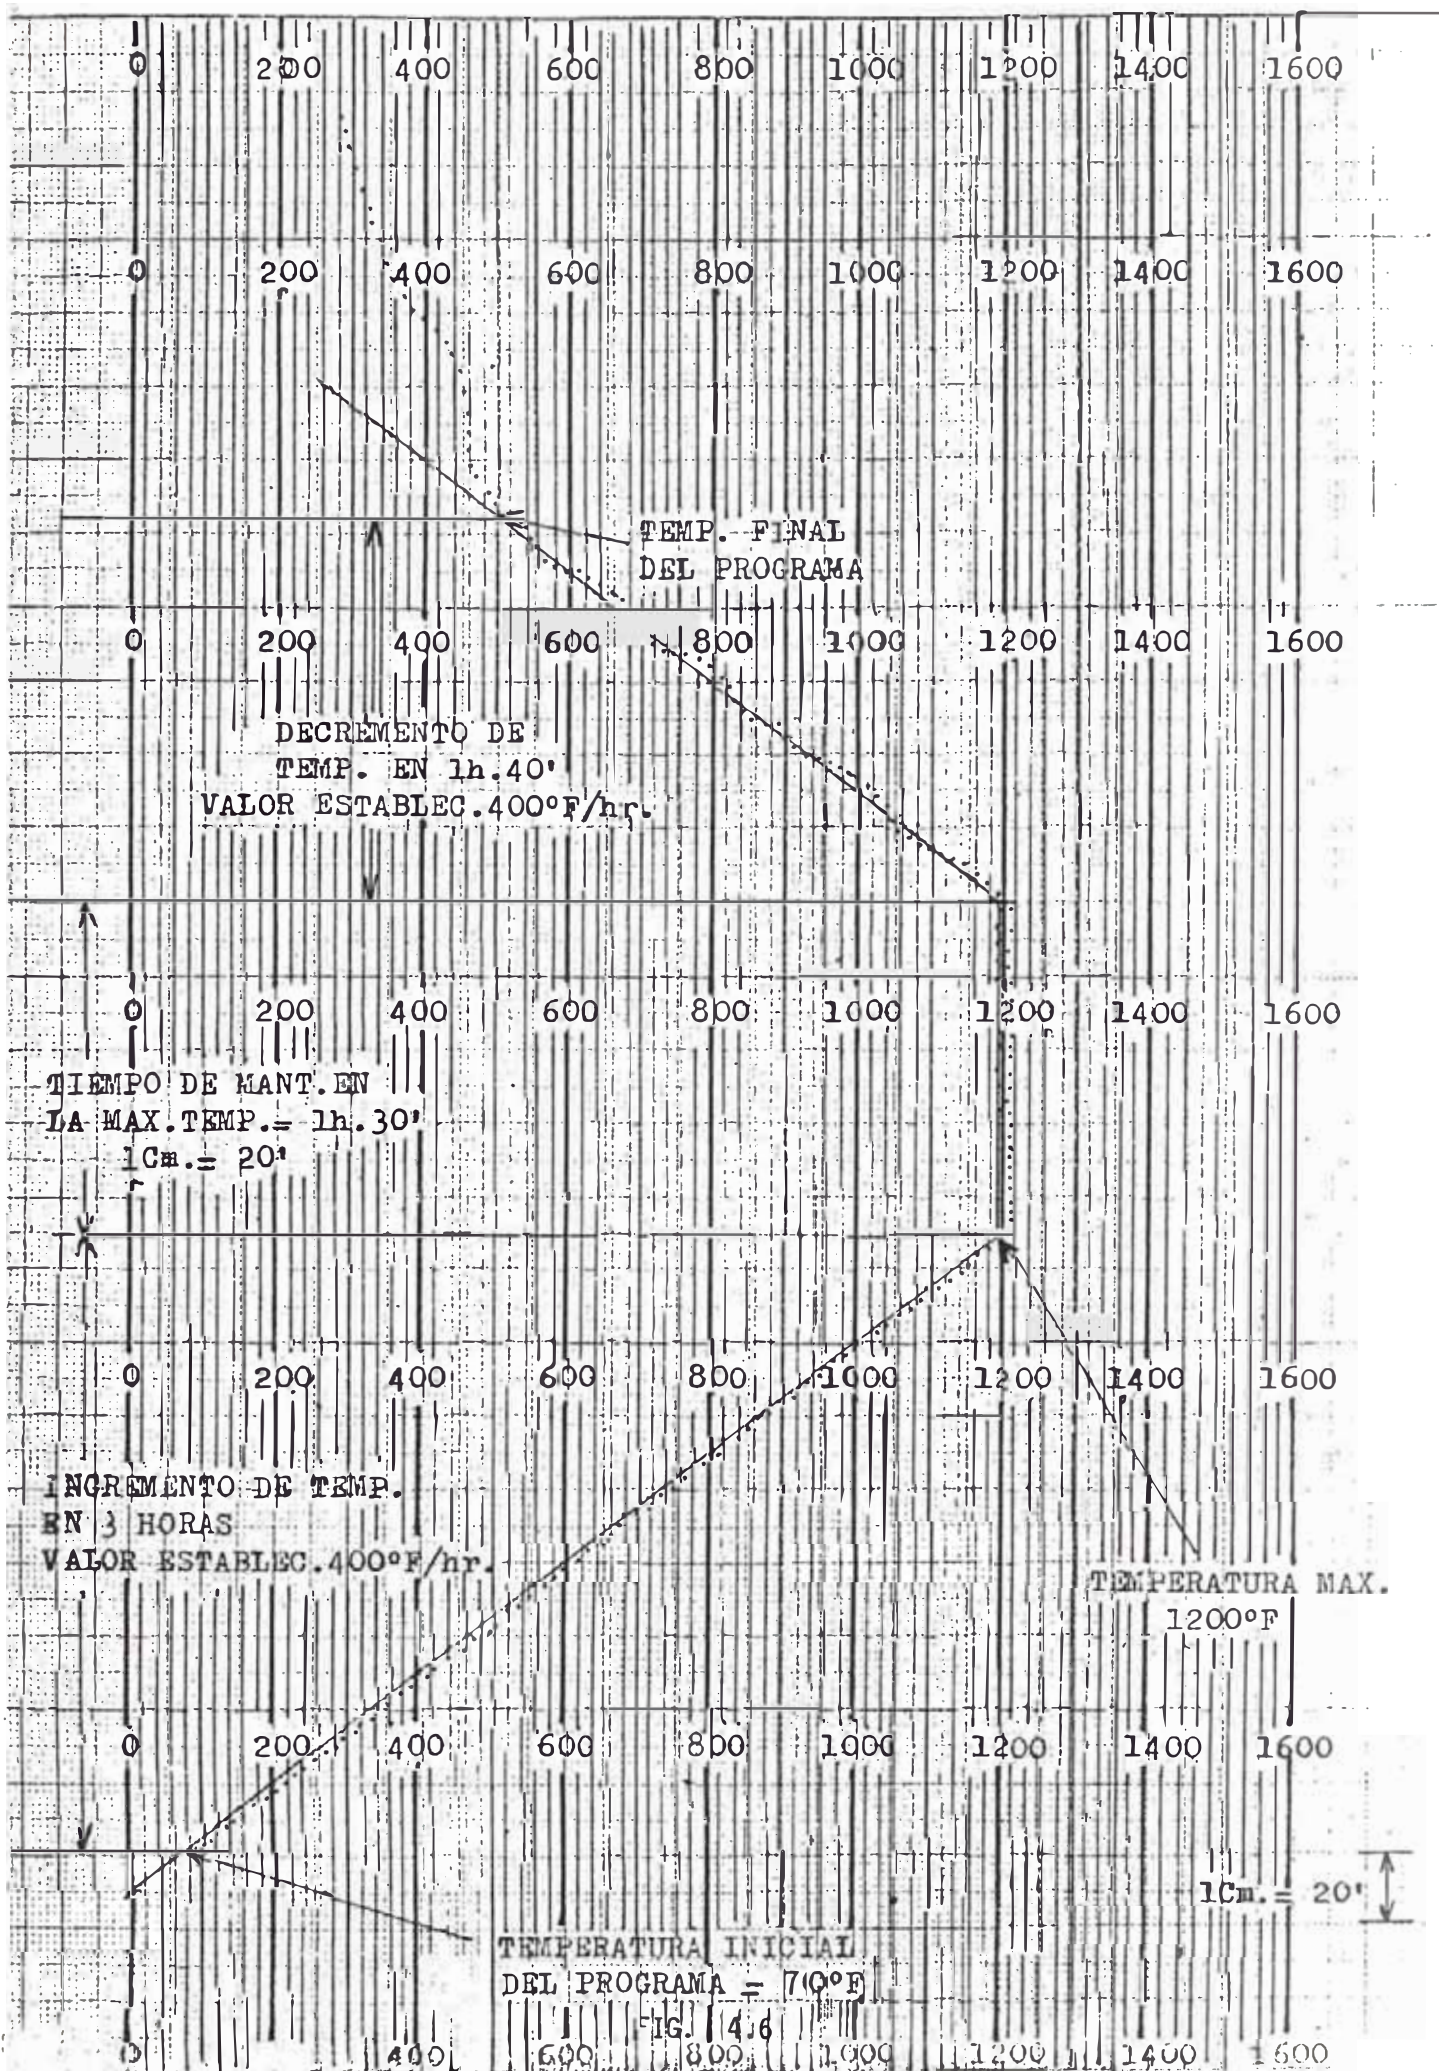 0 200 400 600 800 1000 1200 1400 1600
0 200 400 600 800 1000 1200 1400 1600
TEMP. FINAL
DEL PROGRAMA
0 200 400 600 800 1000 1200 1400 1600
DECREMENTO DE
TEMP. EN 1h.40'
VALOR ESTABLEC.400°F/hr.
0 200 400 600 800 1000 1200 1400 1600
TIEMPO DE MANT.EN
LA MAX.TEMP.= 1h.30'
1Cm.= 20'
0 200 400 600 800 1000 1200 1400 1600
INCREMENTO DE TEMP.
EN 3 HORAS
VALOR ESTABLEC.400°F/hr.
TEMPERATURA MAX.
1200°F
0 200 400 600 800 1000 1200 1400 1600
1Cm.= 20'
TEMPERATURA INICIAL
DEL PROGRAMA = 70°F
FIG. 4.6
0 400 600 800 1000 1200 1400 1600